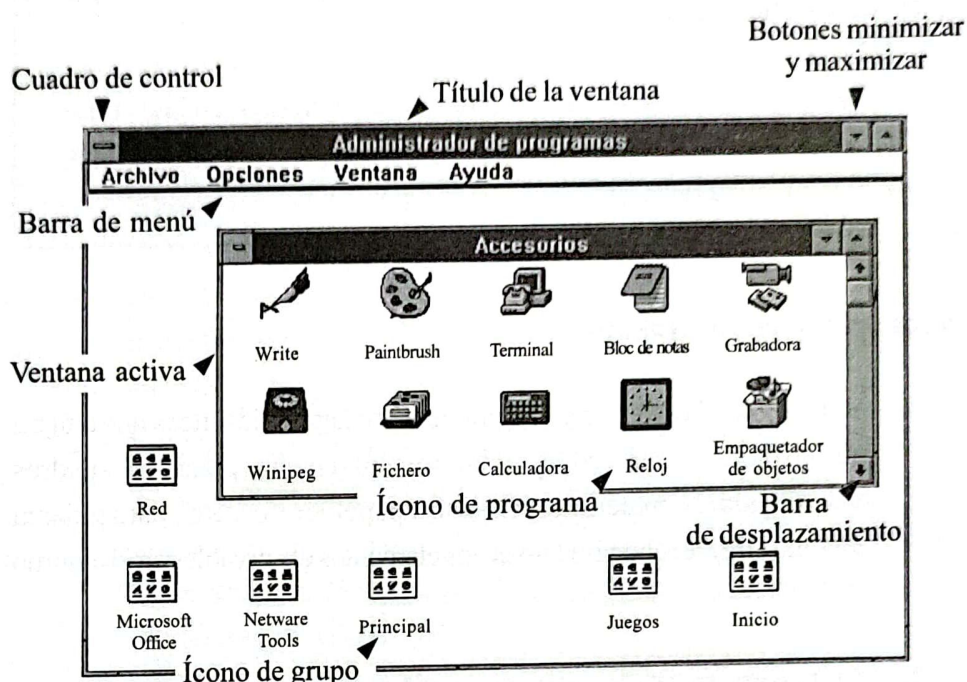 Botones minimizar
y maximizar
Cuadro de control
Título de la ventana
Administrador de programas
Archivo Opciones Ventana Ayuda
Barra de menú
Accesorios
Write Paintbrush Terminal Bloc de notas Grabadora
Ventana activa
Winipeg Fichero Calculadora Reloj Empaquetador
de objetos
Red
Ícono de programa
Barra
de desplazamiento
Microsoft
Office
Netware
Tools
Principal
Juegos
Inicio
Ícono de grupo